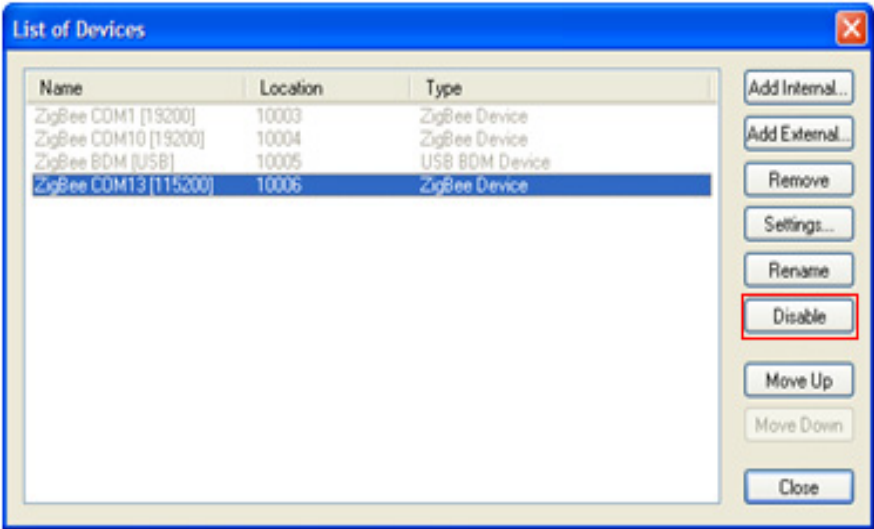 List of Devices
Name Location Type
ZigBee COM1 [19200] 10003 ZigBee Device
ZigBee COM10 [19200] 10004 ZigBee Device
ZigBee BDM [USB] 10005 USB BDM Device
ZigBee COM13 [115200] 10006 ZigBee Device
Add Internal...
Add External...
Remove
Settings...
Rename
Disable
Move Up
Move Down
Close